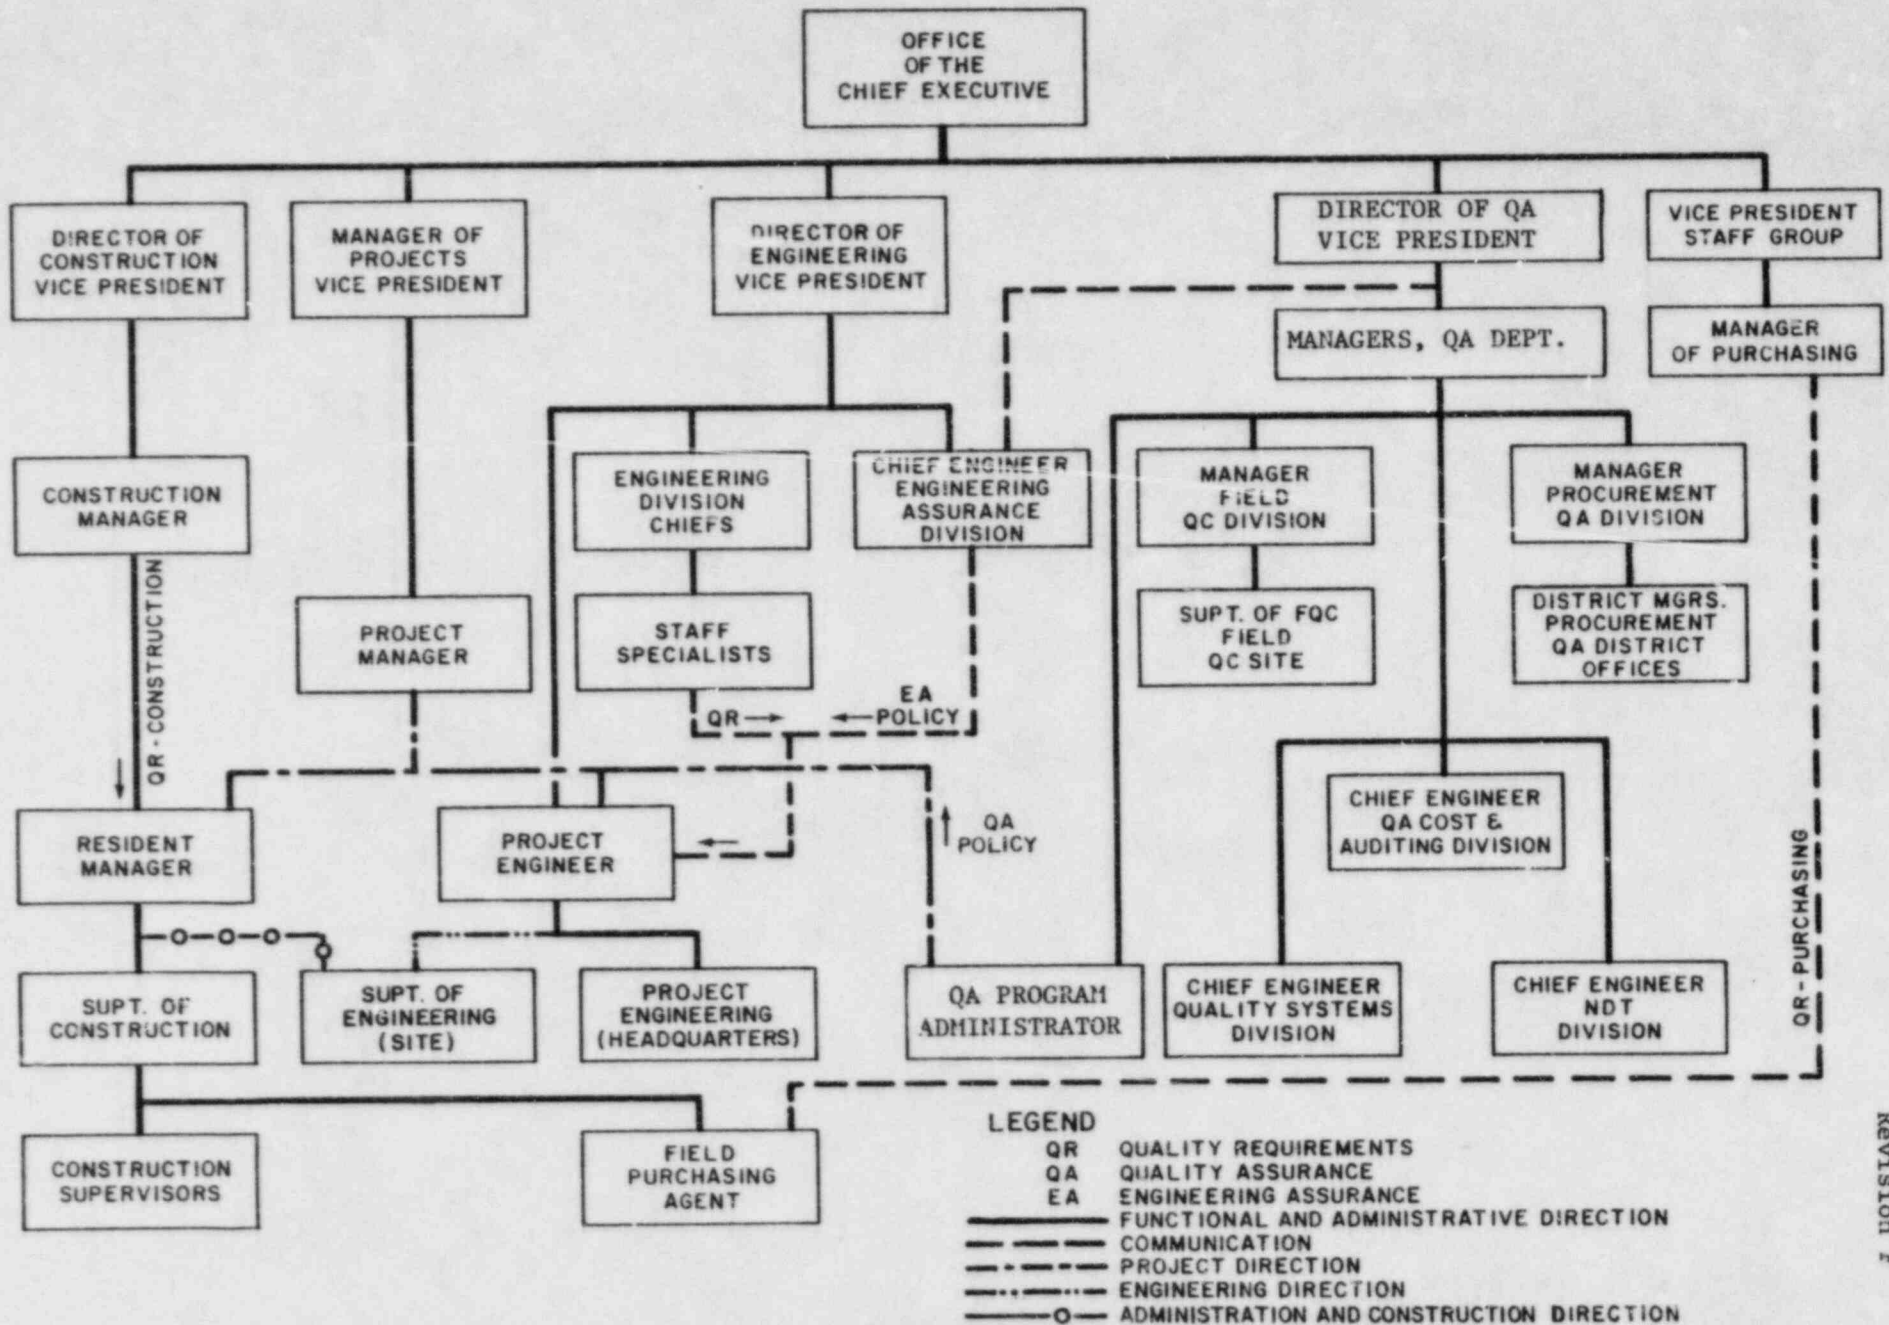 OFFICE
OF THE
CHIEF EXECUTIVE
DIRECTOR OF
CONSTRUCTION
VICE PRESIDENT
MANAGER OF
PROJECTS
VICE PRESIDENT
DIRECTOR OF
ENGINEERING
VICE PRESIDENT
DIRECTOR OF QA
VICE PRESIDENT
VICE PRESIDENT
STAFF GROUP
MANAGERS, QA DEPT.
MANAGER
OF PURCHASING
CONSTRUCTION
MANAGER
ENGINEERING
DIVISION
CHIEFS
CHIEF ENGINEER
ENGINEERING
ASSURANCE
DIVISION
MANAGER
FIELD
QC DIVISION
MANAGER
PROCUREMENT
QA DIVISION
QR-CONSTRUCTION
PROJECT
MANAGER
STAFF
SPECIALISTS
SUPT. OF FQC
FIELD
QC SITE
DISTRICT MGRS.
PROCUREMENT
QA DISTRICT
OFFICES
QR
EA
POLICY
RESIDENT
MANAGER
PROJECT
ENGINEER
QA
POLICY
CHIEF ENGINEER
QA COST &
AUDITING DIVISION
QR-PURCHASING
SUPT. OF
CONSTRUCTION
SUPT. OF
ENGINEERING
(SITE)
PROJECT
ENGINEERING
(HEADQUARTERS)
QA PROGRAM
ADMINISTRATOR
CHIEF ENGINEER
QUALITY SYSTEMS
DIVISION
CHIEF ENGINEER
NDT
DIVISION
CONSTRUCTION
SUPERVISORS
FIELD
PURCHASING
AGENT
LEGEND
QR QUALITY REQUIREMENTS
QA QUALITY ASSURANCE
EA ENGINEERING ASSURANCE
FUNCTIONAL AND ADMINISTRATIVE DIRECTION
COMMUNICATION
PROJECT DIRECTION
ENGINEERING DIRECTION
ADMINISTRATION AND CONSTRUCTION DIRECTION
Revision